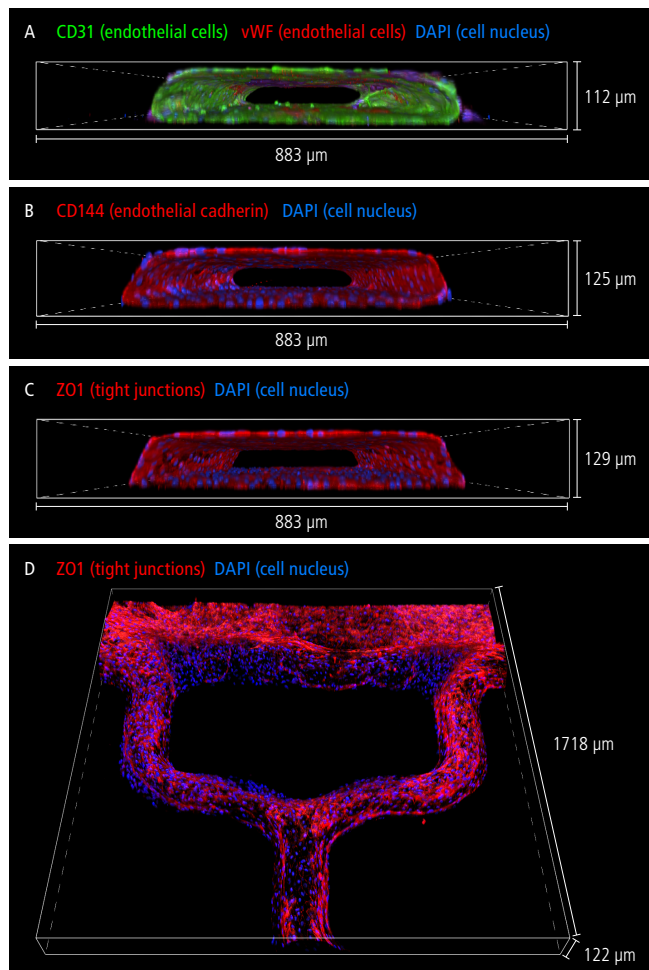 A CD31 (endothelial cells) vWF (endothelial cells) DAPI (cell nucleus)
112 µm
883 µm
B CD144 (endothelial cadherin) DAPI (cell nucleus)
125 µm
883 µm
C ZO1 (tight junctions) DAPI (cell nucleus)
129 µm
883 µm
D ZO1 (tight junctions) DAPI (cell nucleus)
1718 µm
122 µm